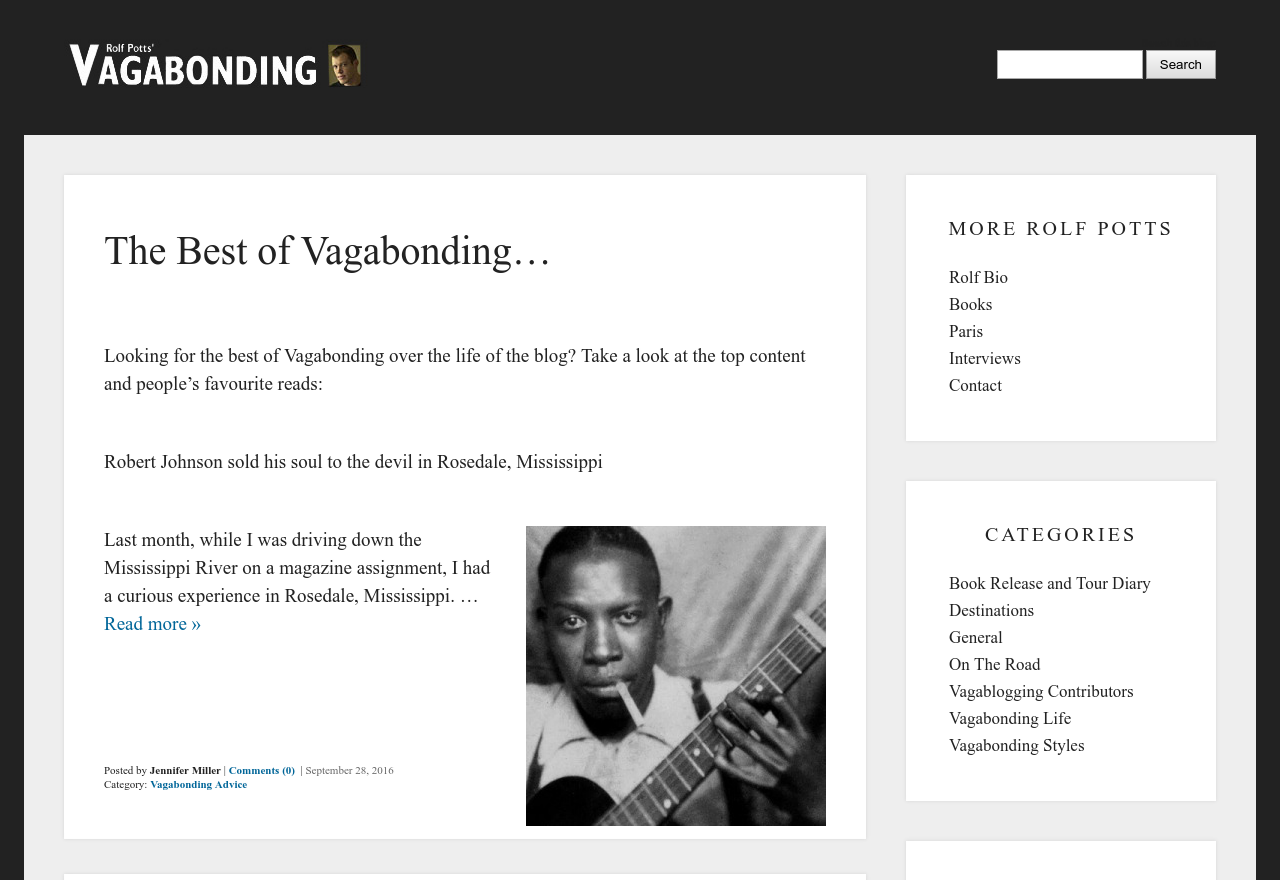 Rolf Potts'
VAGABONDING
Search
The Best of Vagabonding…
Looking for the best of Vagabonding over the life of the blog? Take a look at the top content
and people’s favourite reads:
Robert Johnson sold his soul to the devil in Rosedale, Mississippi
Last month, while I was driving down the
Mississippi River on a magazine assignment, I had
a curious experience in Rosedale, Mississippi. …
Read more »
Posted by Jennifer Miller | Comments (0)  | September 28, 2016
Category: Vagabonding Advice
MORE ROLF POTTS
Rolf Bio
Books
Paris
Interviews
Contact
CATEGORIES
Book Release and Tour Diary
Destinations
General
On The Road
Vagablogging Contributors
Vagabonding Life
Vagabonding Styles